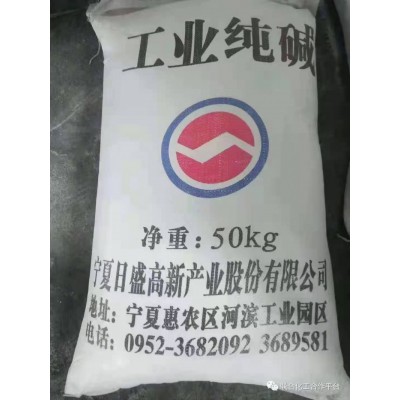 工业纯碱
净重:50kg
宁夏日盛高新产业股份有限公司
地址:宁夏惠农区河滨工业园区
电话:0952-3682092 3689581